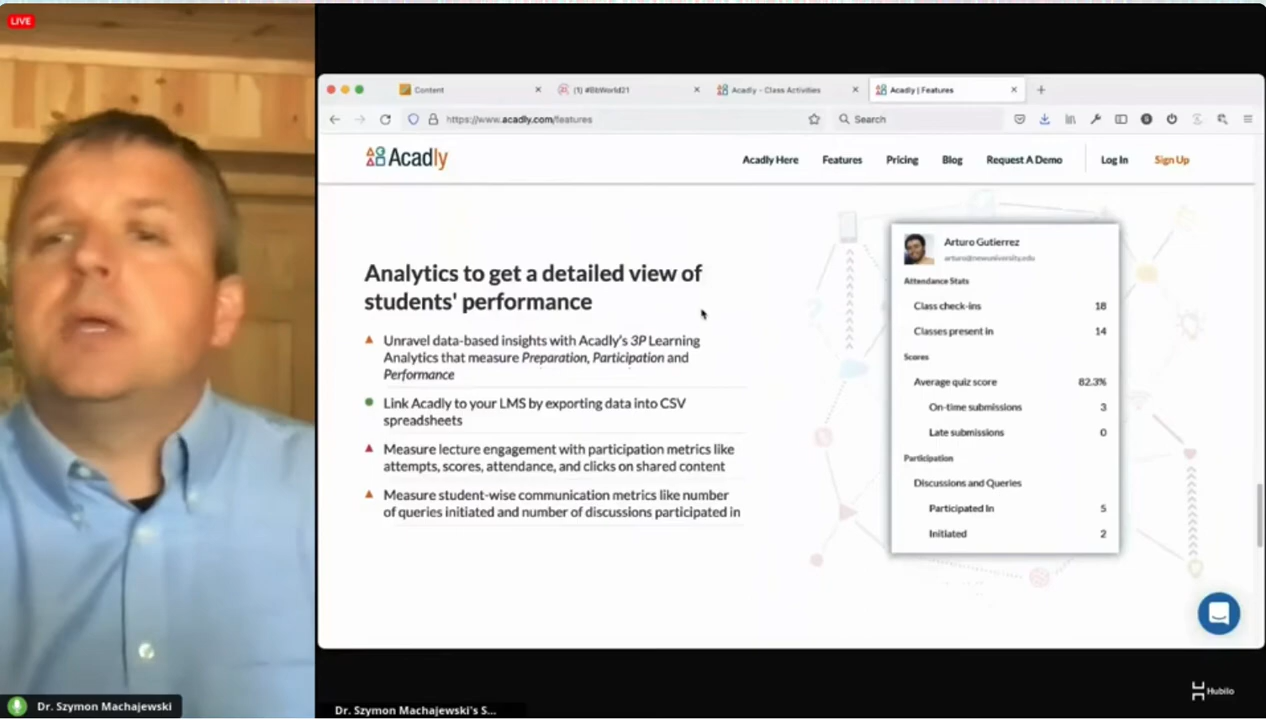 LIVE
Content
(1) #BbWorld21
Acadly - Class Activities
Acadly | Features
https://www.acadly.com/features
Search
Acadly
Acadly Here
Features
Pricing
Blog
Request A Demo
Log In
Sign Up
Analytics to get a detailed view of
students' performance
Unravel data-based insights with Acadly's 3P Learning
Analytics that measure Preparation, Participation and
Performance
Link Acadly to your LMS by exporting data into CSV
spreadsheets
Measure lecture engagement with participation metrics like
attempts, scores, attendance, and clicks on shared content
Measure student-wise communication metrics like number
of queries initiated and number of discussions participated in
Arturo Gutierrez
arturo@newuniversity.edu
Attendance Stats
Class check-ins 18
Classes present in 14
Scores
Average quiz score 82.3%
On-time submissions 3
Late submissions 0
Participation
Discussions and Queries
Participated In 5
Initiated 2
Hubilo
Dr. Szymon Machajewski
Dr. Szymon Machajewski's S...